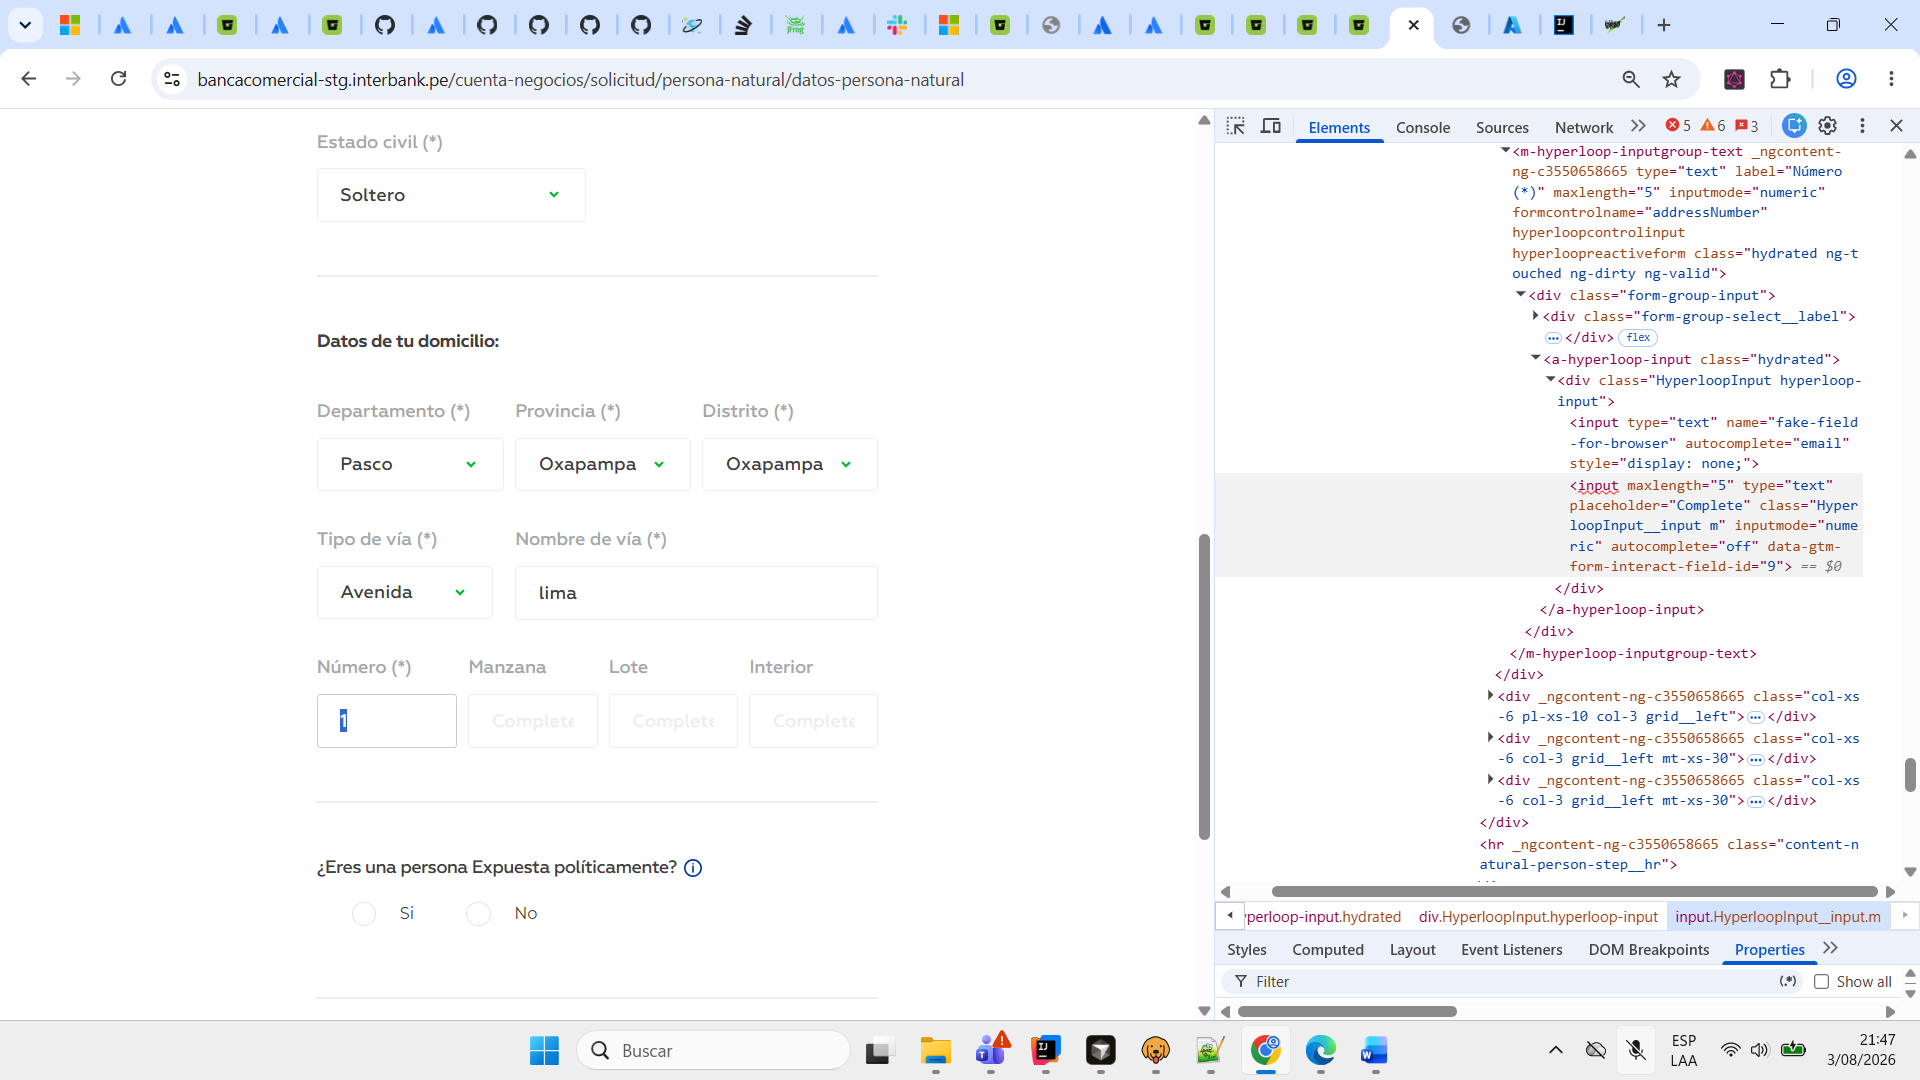 bancacomercial-stg.interbank.pe/cuenta-negocios/solicitud/persona-natural/datos-persona-natural
Estado civil (*)
Soltero
Datos de tu domicilio:
Departamento (*) Provincia (*) Distrito (*)
Pasco Oxapampa Oxapampa
Tipo de vía (*) Nombre de vía (*)
Avenida lima
Número (*) Manzana Lote Interior
1 Complete Complete Complete
¿Eres una persona Expuesta políticamente?
Si No
Elements Console Sources Network 5 6 3
<m-hyperloop-inputgroup-text _ngcontent-
ng-c3550658665 type="text" label="Número
(*)" maxlength="5" inputmode="numeric"
formcontrolname="addressNumber"
hyperloopcontrolinput
hyperloopreactiveform class="hydrated ng-t
ouched ng-dirty ng-valid">
<div class="form-group-input">
<div class="form-group-select__label">
</div> flex
<a-hyperloop-input class="hydrated">
<div class="HyperloopInput hyperloop-
input">
<input type="text" name="fake-field
-for-browser" autocomplete="email"
style="display: none;">
<input maxlength="5" type="text"
placeholder="Complete" class="Hyper
loopInput__input m" inputmode="nume
ric" autocomplete="off" data-gtm-
form-interact-field-id="9"> == $0
</div>
</a-hyperloop-input>
</div>
</m-hyperloop-inputgroup-text>
</div>
<div _ngcontent-ng-c3550658665 class="col-xs
-6 pl-xs-10 col-3 grid__left"> </div>
<div _ngcontent-ng-c3550658665 class="col-xs
-6 col-3 grid__left mt-xs-30"> </div>
<div _ngcontent-ng-c3550658665 class="col-xs
-6 col-3 grid__left mt-xs-30"> </div>
</div>
<hr _ngcontent-ng-c3550658665 class="content-n
atural-person-step__hr">
yperloop-input.hydrated div.HyperloopInput.hyperloop-input input.HyperloopInput__input.m
Styles Computed Layout Event Listeners DOM Breakpoints Properties
Filter (.*) Show all
Buscar
ESP
LAA
21:47
3/08/2026